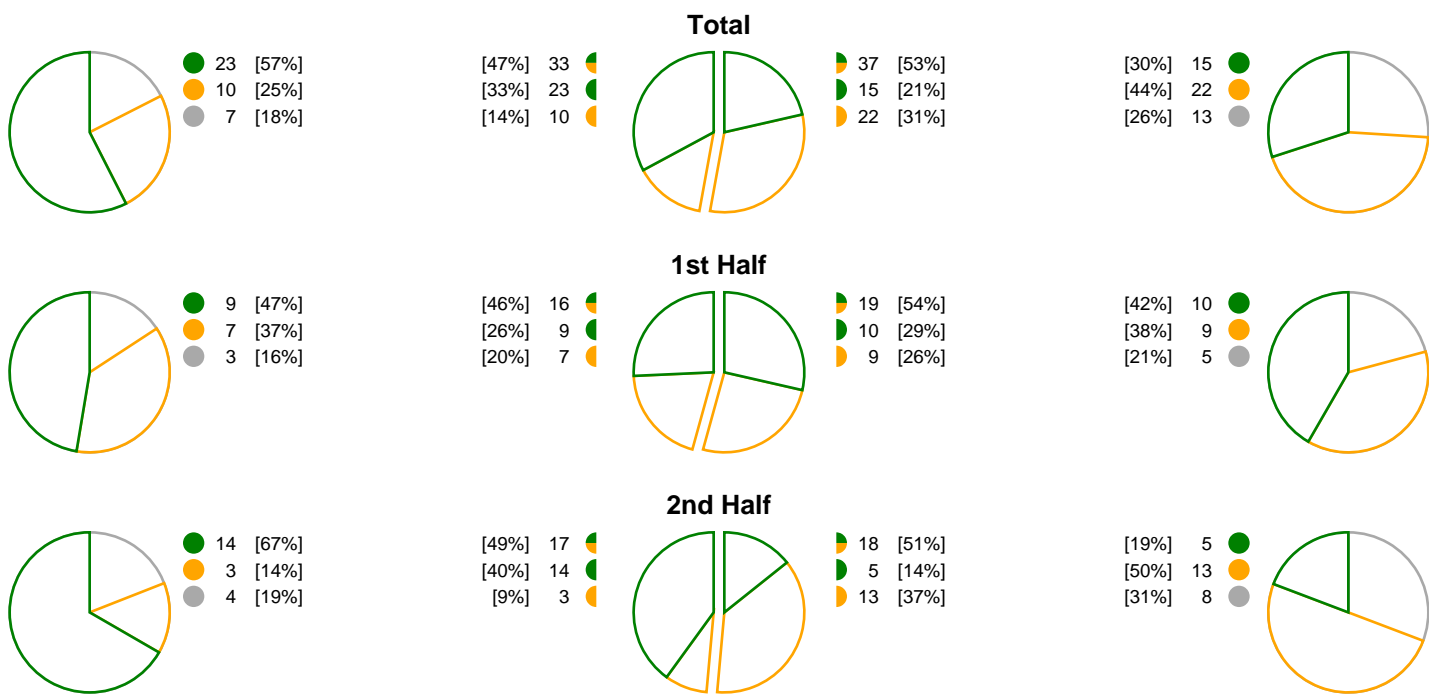 Total
23 [57%] [47%] 33 37 [53%] [30%] 15
10 [25%] [33%] 23 15 [21%] [44%] 22
7 [18%] [14%] 10 22 [31%] [26%] 13
1st Half
9 [47%] [46%] 16 19 [54%] [42%] 10
7 [37%] [26%] 9 10 [29%] [38%] 9
3 [16%] [20%] 7 9 [26%] [21%] 5
2nd Half
14 [67%] [49%] 17 18 [51%] [19%] 5
3 [14%] [40%] 14 5 [14%] [50%] 13
4 [19%] [9%] 3 13 [37%] [31%] 8